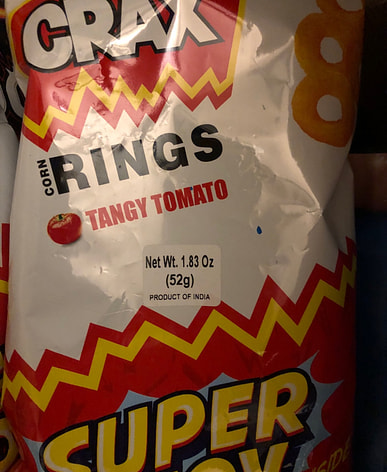 CRAX
CORN RINGS
TANGY TOMATO
Net Wt. 1.83 Oz
(52g)
PRODUCT OF INDIA
SUPER